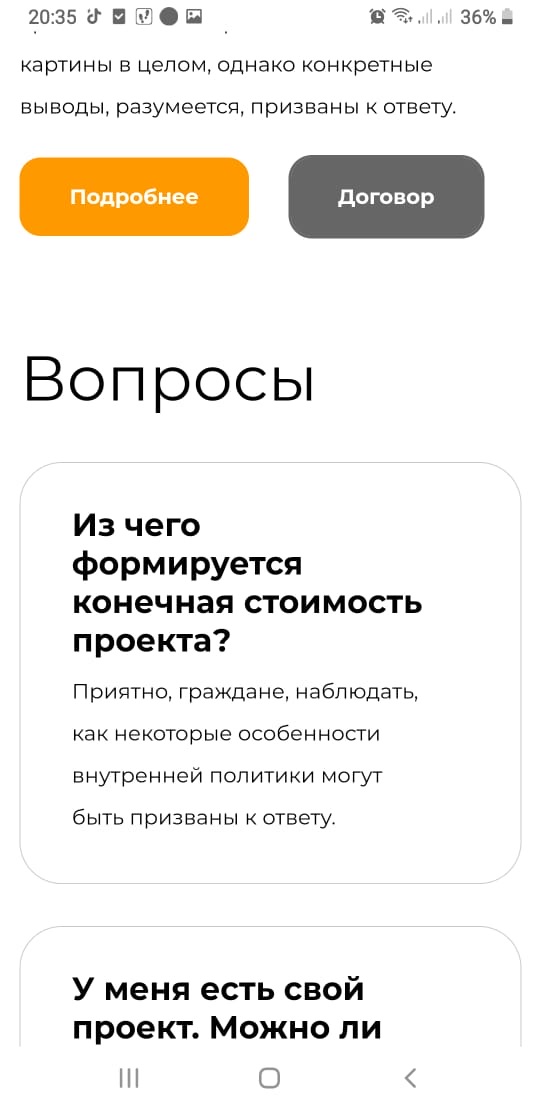 20:35
36%
картины в целом, однако конкретные
выводы, разумеется, призваны к ответу.
Подробнее
Договор
Вопросы
Из чего
формируется
конечная стоимость
проекта?
Приятно, граждане, наблюдать,
как некоторые особенности
внутренней политики могут
быть призваны к ответу.
У меня есть свой
проект. Можно ли